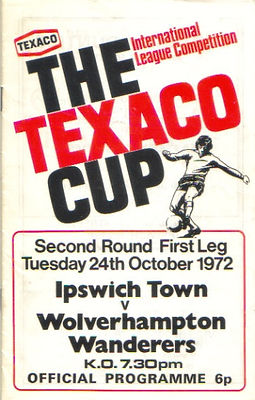 TEXACO
International
League Competition
THE
TEXACO
CUP
Second Round First Leg
Tuesday 24th October 1972
Ipswich Town
v
Wolverhampton
Wanderers
K.O. 7.30pm
OFFICIAL PROGRAMME 6p